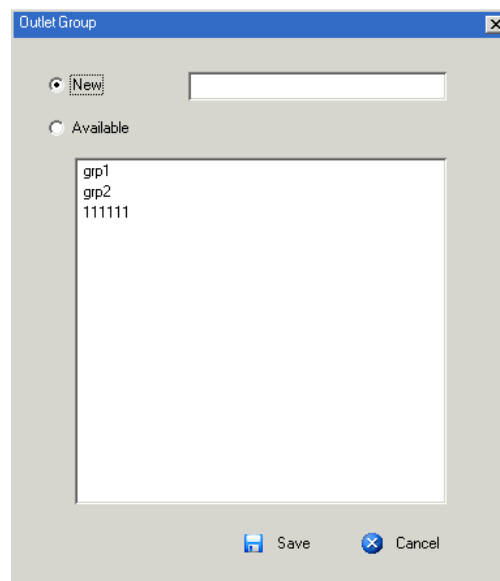 Outlet Group
New
Available
grp1
grp2
111111
Save
Cancel